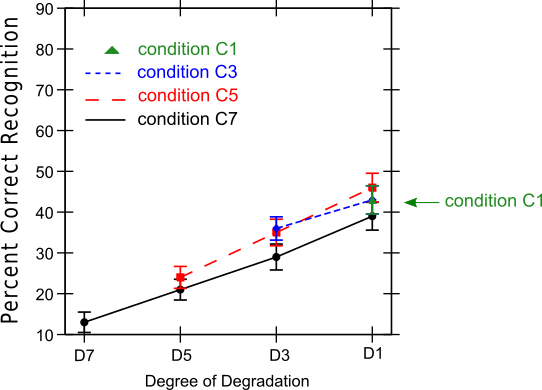 Percent Correct Recognition
90
80
70
60
50
40
30
20
10
condition C1
condition C3
condition C5
condition C7
condition C1
D7 D5 D3 D1
Degree of Degradation